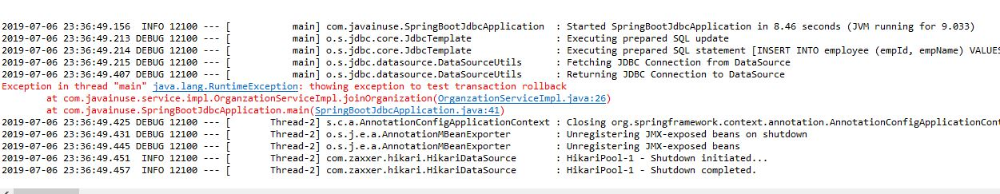 2019-07-06 23:36:49.156  INFO 12100 --- [           main] com.javainuse.SpringBootJdbcApplication  : Started SpringBootJdbcApplication in 8.46 seconds (JVM running for 9.033)
2019-07-06 23:36:49.213 DEBUG 12100 --- [           main] o.s.jdbc.core.JdbcTemplate               : Executing prepared SQL update
2019-07-06 23:36:49.214 DEBUG 12100 --- [           main] o.s.jdbc.core.JdbcTemplate               : Executing prepared SQL statement [INSERT INTO employee (empId, empName) VALUES
2019-07-06 23:36:49.215 DEBUG 12100 --- [           main] o.s.jdbc.datasource.DataSourceUtils      : Fetching JDBC Connection from DataSource
2019-07-06 23:36:49.407 DEBUG 12100 --- [           main] o.s.jdbc.datasource.DataSourceUtils      : Returning JDBC Connection to DataSource
Exception in thread "main" java.lang.RuntimeException: thowing exception to test transaction rollback
        at com.javainuse.service.impl.OrganzationServiceImpl.joinOrganization(OrganzationServiceImpl.java:26)
        at com.javainuse.SpringBootJdbcApplication.main(SpringBootJdbcApplication.java:41)
2019-07-06 23:36:49.425 DEBUG 12100 --- [       Thread-2] s.c.a.AnnotationConfigApplicationContext : Closing org.springframework.context.annotation.AnnotationConfigApplicationCont
2019-07-06 23:36:49.431 DEBUG 12100 --- [       Thread-2] o.s.j.e.a.AnnotationMBeanExporter        : Unregistering JMX-exposed beans on shutdown
2019-07-06 23:36:49.445 DEBUG 12100 --- [       Thread-2] o.s.j.e.a.AnnotationMBeanExporter        : Unregistering JMX-exposed beans
2019-07-06 23:36:49.451  INFO 12100 --- [       Thread-2] com.zaxxer.hikari.HikariDataSource       : HikariPool-1 - Shutdown initiated...
2019-07-06 23:36:49.457  INFO 12100 --- [       Thread-2] com.zaxxer.hikari.HikariDataSource       : HikariPool-1 - Shutdown completed.